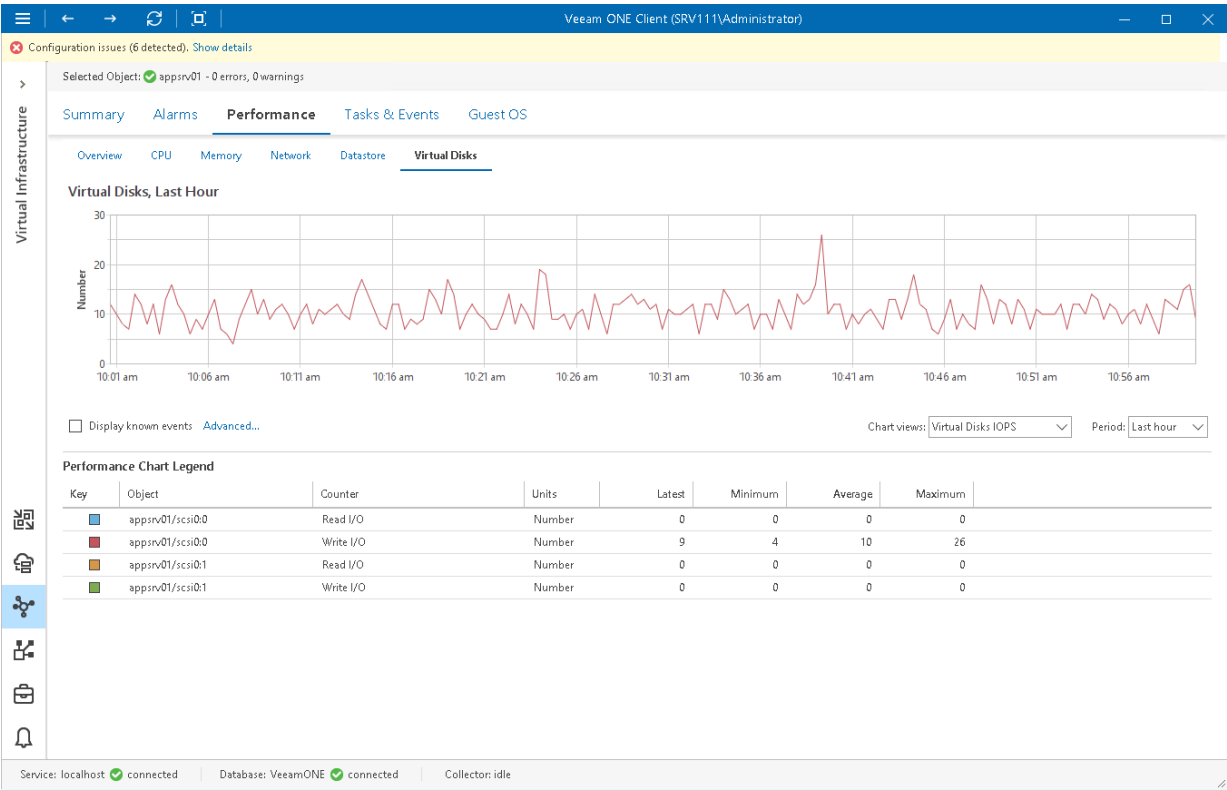 Veeam ONE Client (SRV111\Administrator)
Configuration issues (6 detected). Show details
Selected Object: appsrv01 - 0 errors, 0 warnings
Virtual Infrastructure
Summary Alarms Performance Tasks & Events Guest OS
Overview CPU Memory Network Datastore Virtual Disks
Virtual Disks, Last Hour
Number
30
20
10
0
10:01 am 10:06 am 10:11 am 10:16 am 10:21 am 10:26 am 10:31 am 10:36 am 10:41 am 10:46 am 10:51 am 10:56 am
Display known events Advanced... Chart views: Virtual Disks IOPS Period: Last hour
Performance Chart Legend
Key Object Counter Units Latest Minimum Average Maximum
appsrv01/scsi0:0 Read I/O Number 0 0 0 0
appsrv01/scsi0:0 Write I/O Number 9 4 10 26
appsrv01/scsi0:1 Read I/O Number 0 0 0 0
appsrv01/scsi0:1 Write I/O Number 0 0 0 0
Service: localhost connected Database: VeeamONE connected Collector: idle